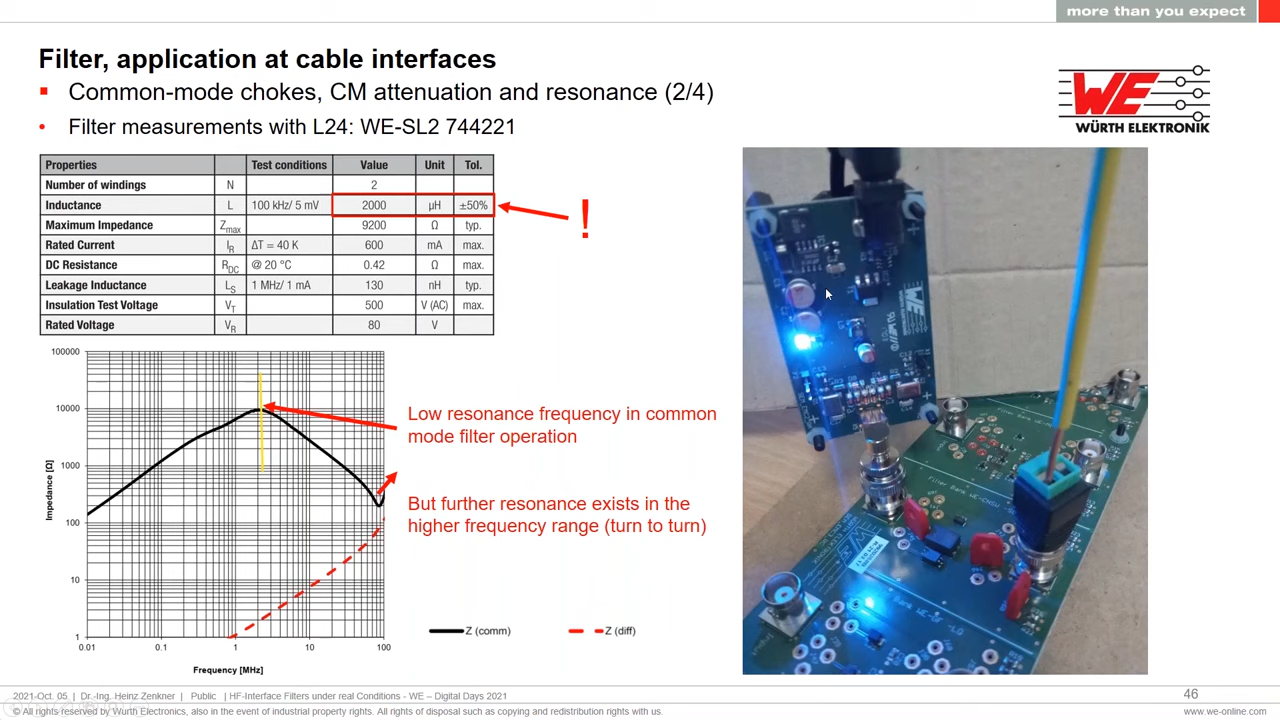 more than you expect
Filter, application at cable interfaces
Common-mode chokes, CM attenuation and resonance (2/4)
Filter measurements with L24: WE-SL2 744221
WE
WÜRTH ELEKTRONIK
Properties Test conditions Value Unit Tol.
Number of windings N 2
Inductance L 100 kHz/ 5 mV 2000 µH ±50%
Maximum Impedance Zmax 9200 Ω typ.
Rated Current IR ΔT = 40 K 600 mA max.
DC Resistance RDC @ 20 °C 0.42 Ω max.
Leakage Inductance LS 1 MHz/ 1 mA 130 nH typ.
Insulation Test Voltage VT 500 V (AC) max.
Rated Voltage VR 80 V
!
100000
10000
1000
100
10
1
Impedance [Ω]
0.01 0.1 1 10 100
Frequency [MHz]
Low resonance frequency in common
mode filter operation
But further resonance exists in the
higher frequency range (turn to turn)
Z (comm) Z (diff)
WE
Filter Bank WE-CNSW
Bank WE-
2021-Oct. 05 | Dr.-Ing. Heinz Zenkner | Public | HF-Interface Filters under real Conditions - WE – Digital Days 2021
46
© All rights reserved by Wurth Electronics, also in the event of industrial property rights. All rights of disposal such as copying and redistribution rights with us.
www.we-online.com